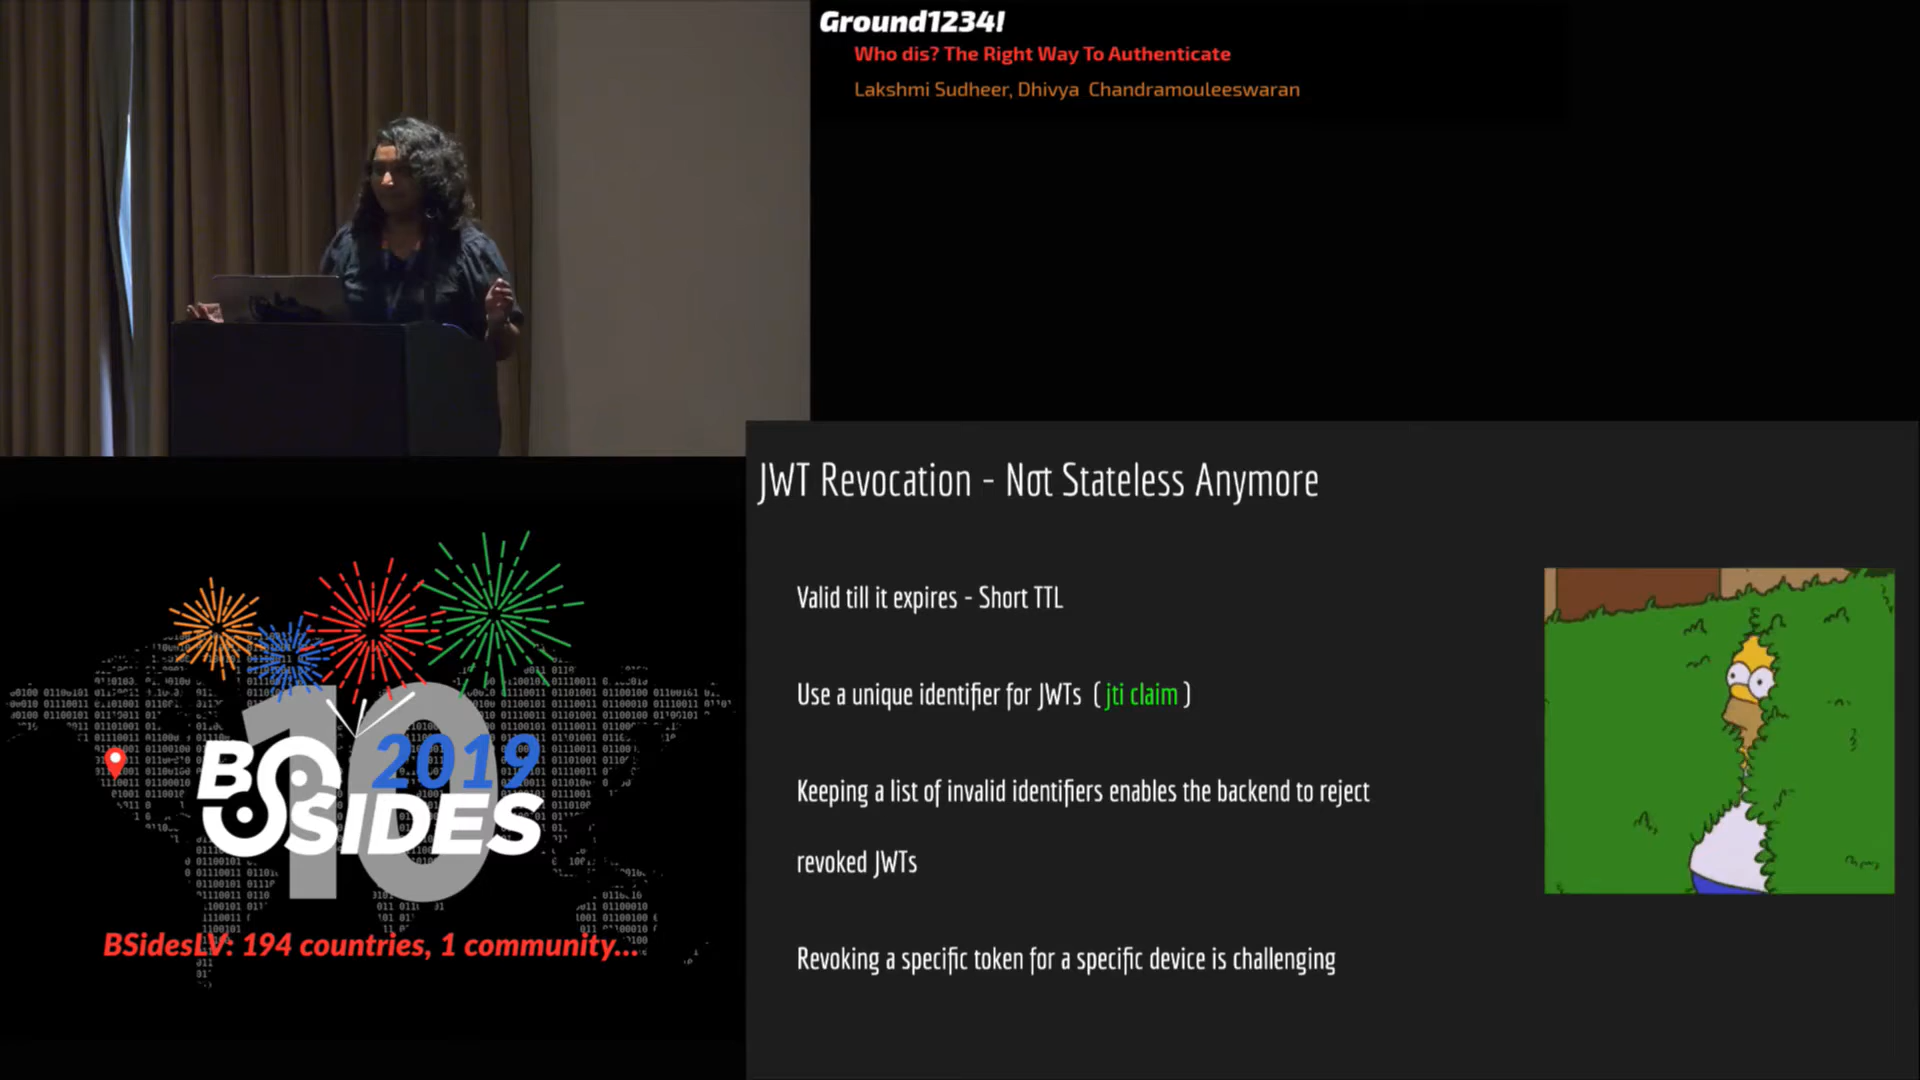 Ground1234!
Who dis? The Right Way To Authenticate
Lakshmi Sudheer, Dhivya Chandramouleeswaran
JWT Revocation - Not Stateless Anymore
Valid till it expires - Short TTL
Use a unique identifier for JWTs ( jti claim )
Keeping a list of invalid identifiers enables the backend to reject
revoked JWTs
Revoking a specific token for a specific device is challenging
10
2019
BSIDES
BSidesLV: 194 countries, 1 community...